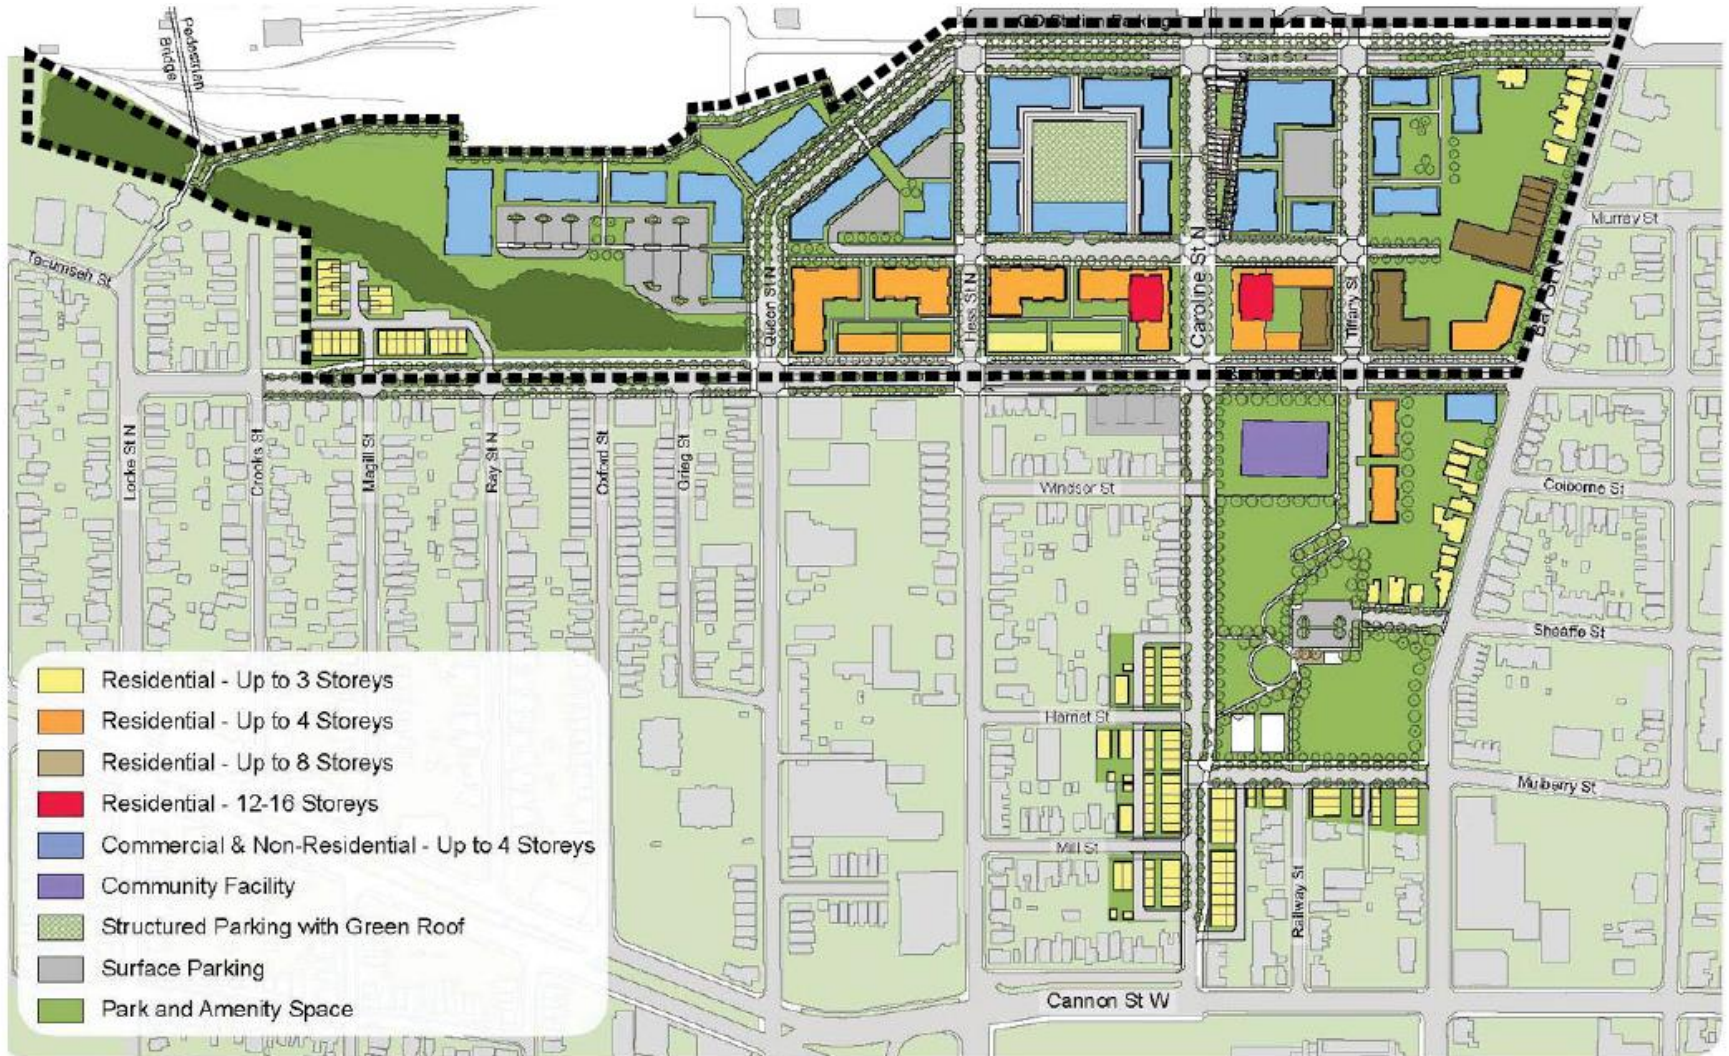 GO Station Parking
Pedestrian
Bridge
Stuart St
Murray St
Tecumseh St
Queen St N
Hess St N
Caroline St N
Tiffany St
Locke St N
Crooks St
Magill St
Ray St N
Oxford St
Greig St
Windsor St
Colborne St
Sheaffe St
Harriet St
Mulberry St
Mill St
Railway St
Cannon St W
Residential - Up to 3 Storeys
Residential - Up to 4 Storeys
Residential - Up to 8 Storeys
Residential - 12-16 Storeys
Commercial & Non-Residential - Up to 4 Storeys
Community Facility
Structured Parking with Green Roof
Surface Parking
Park and Amenity Space